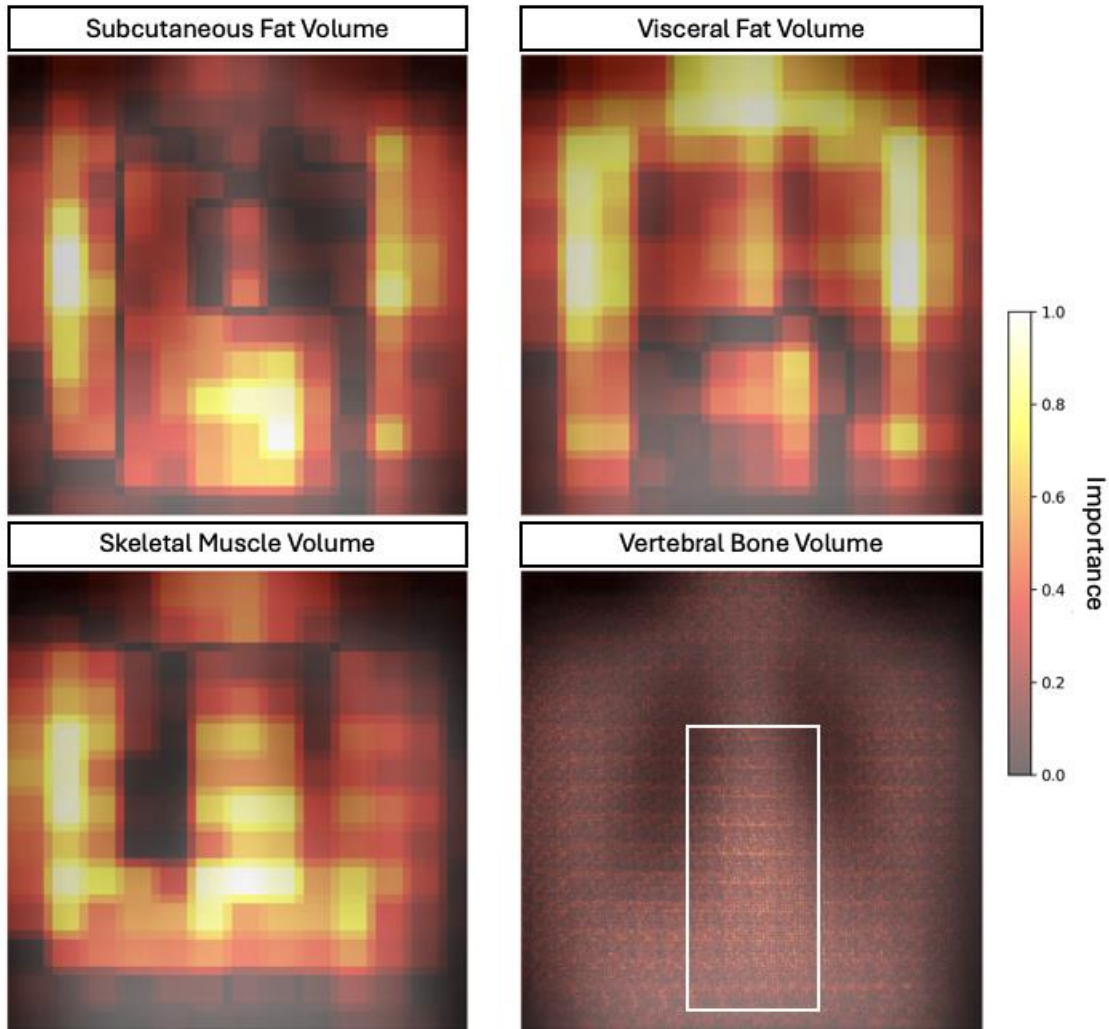 Subcutaneous Fat Volume
Visceral Fat Volume
1.0
0.8
0.6
0.4
0.2
0.0
Importance
Skeletal Muscle Volume
Vertebral Bone Volume